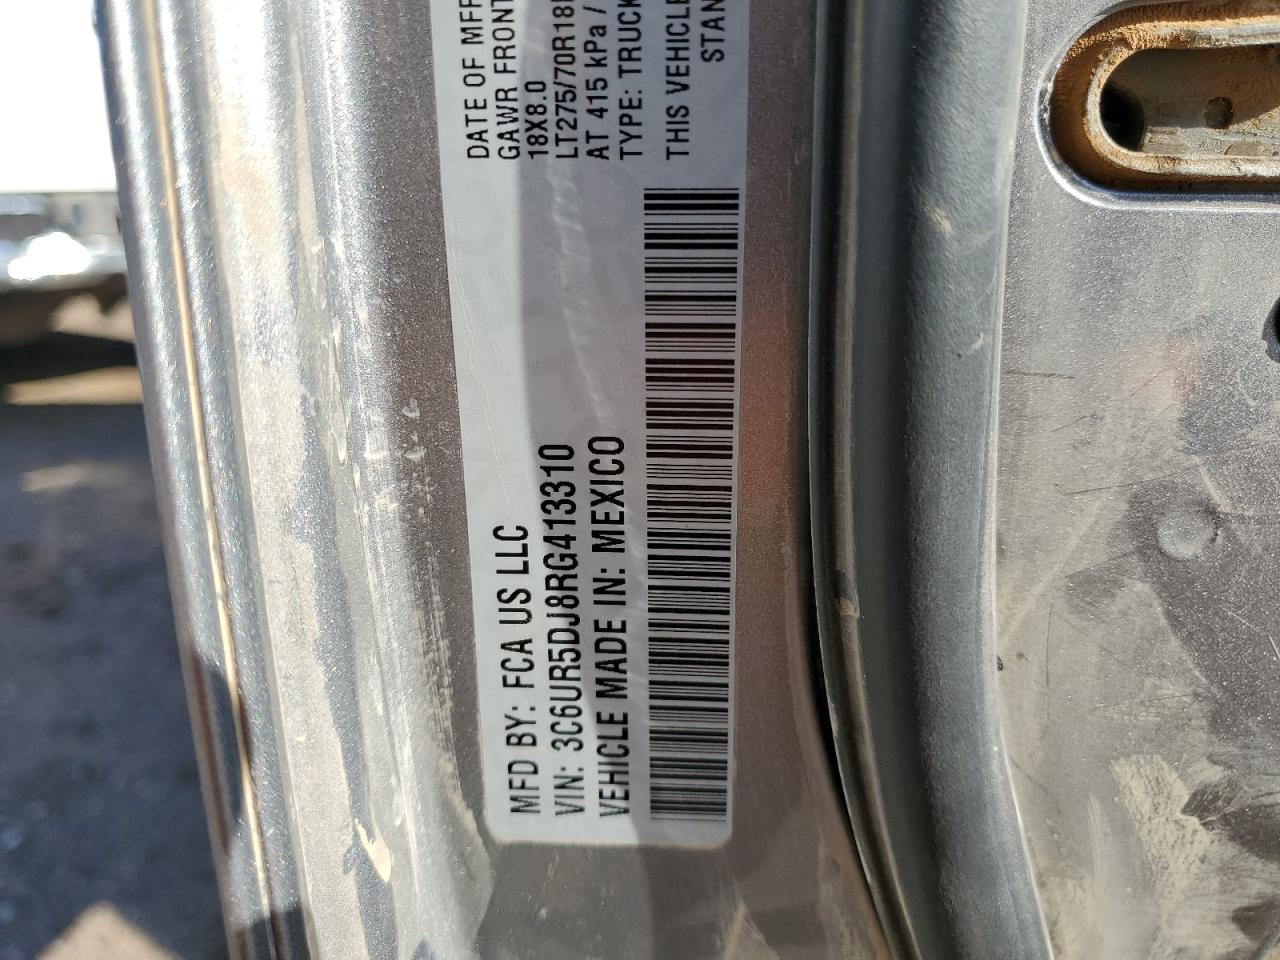 MFD BY: FCA US LLC
VIN: 3C6UR5DJ8RG413310
VEHICLE MADE IN: MEXICO
DATE OF MFR
GAWR FRONT
18X8.0
LT275/70R18
AT 415 kPa /
TYPE: TRUCK
THIS VEHICLE
STAN